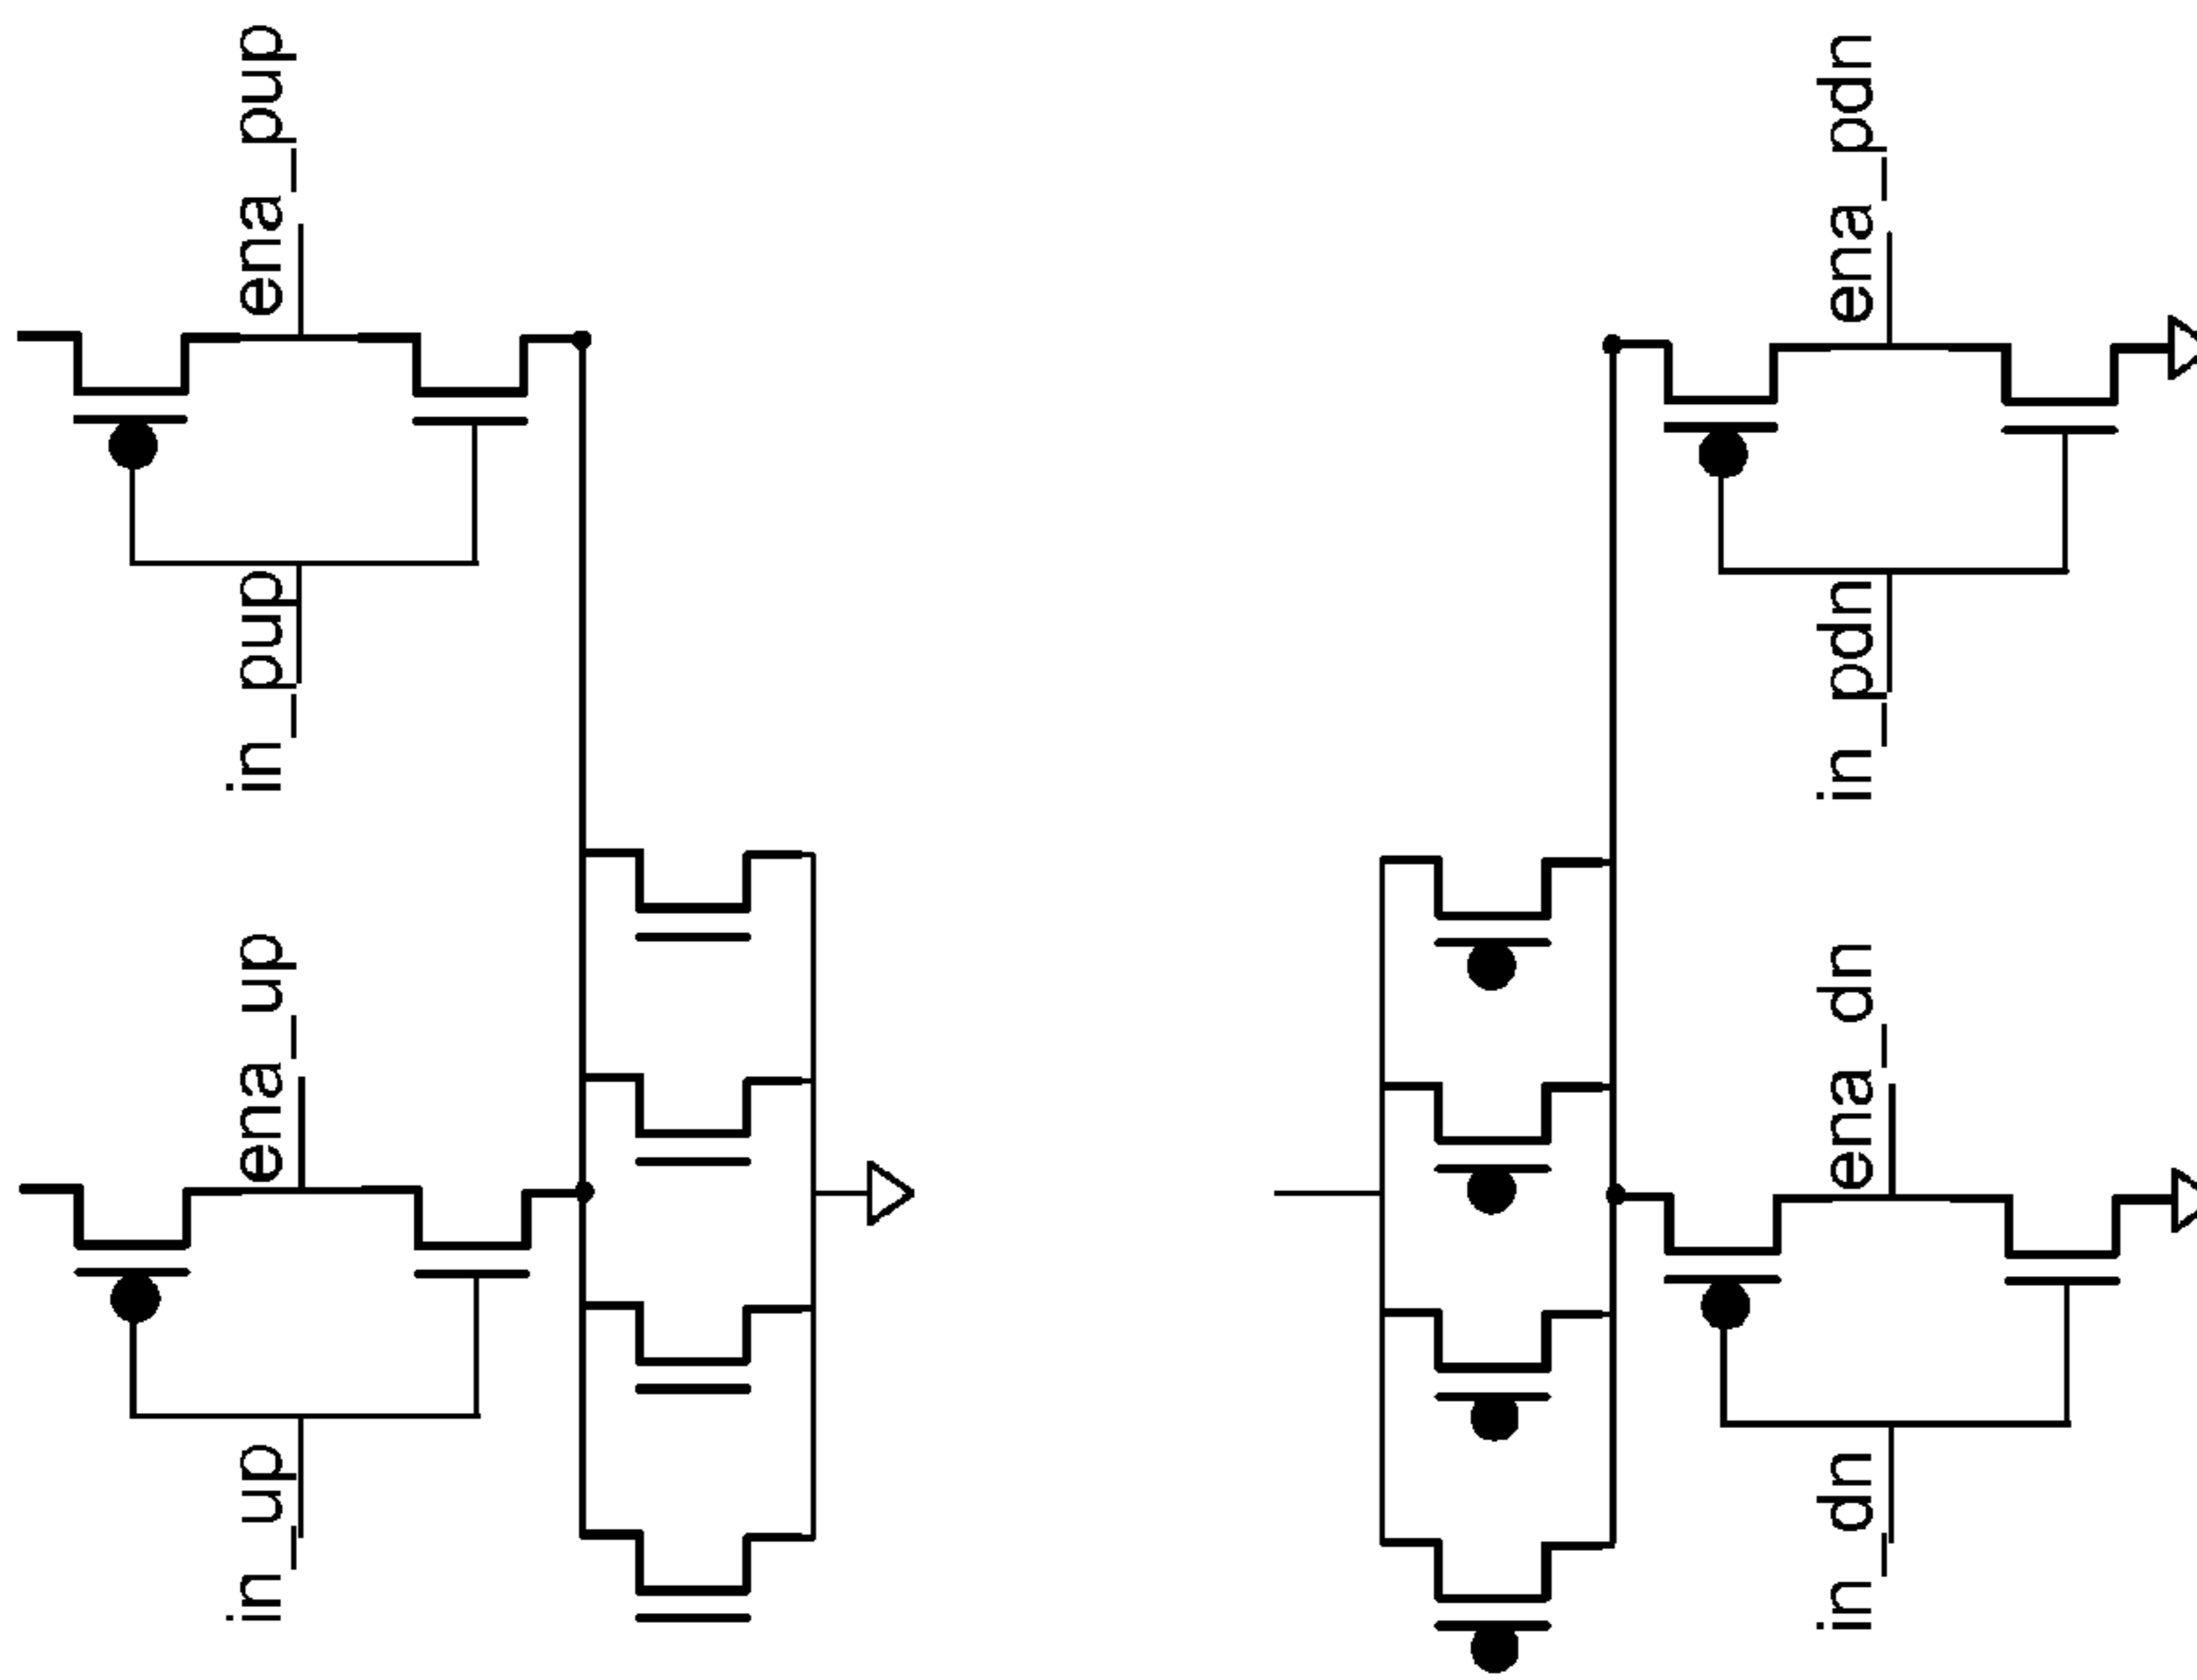 in_up
ena_up
in_pup
ena_pup
in_dn
ena_dn
in_pdn
ena_pdn